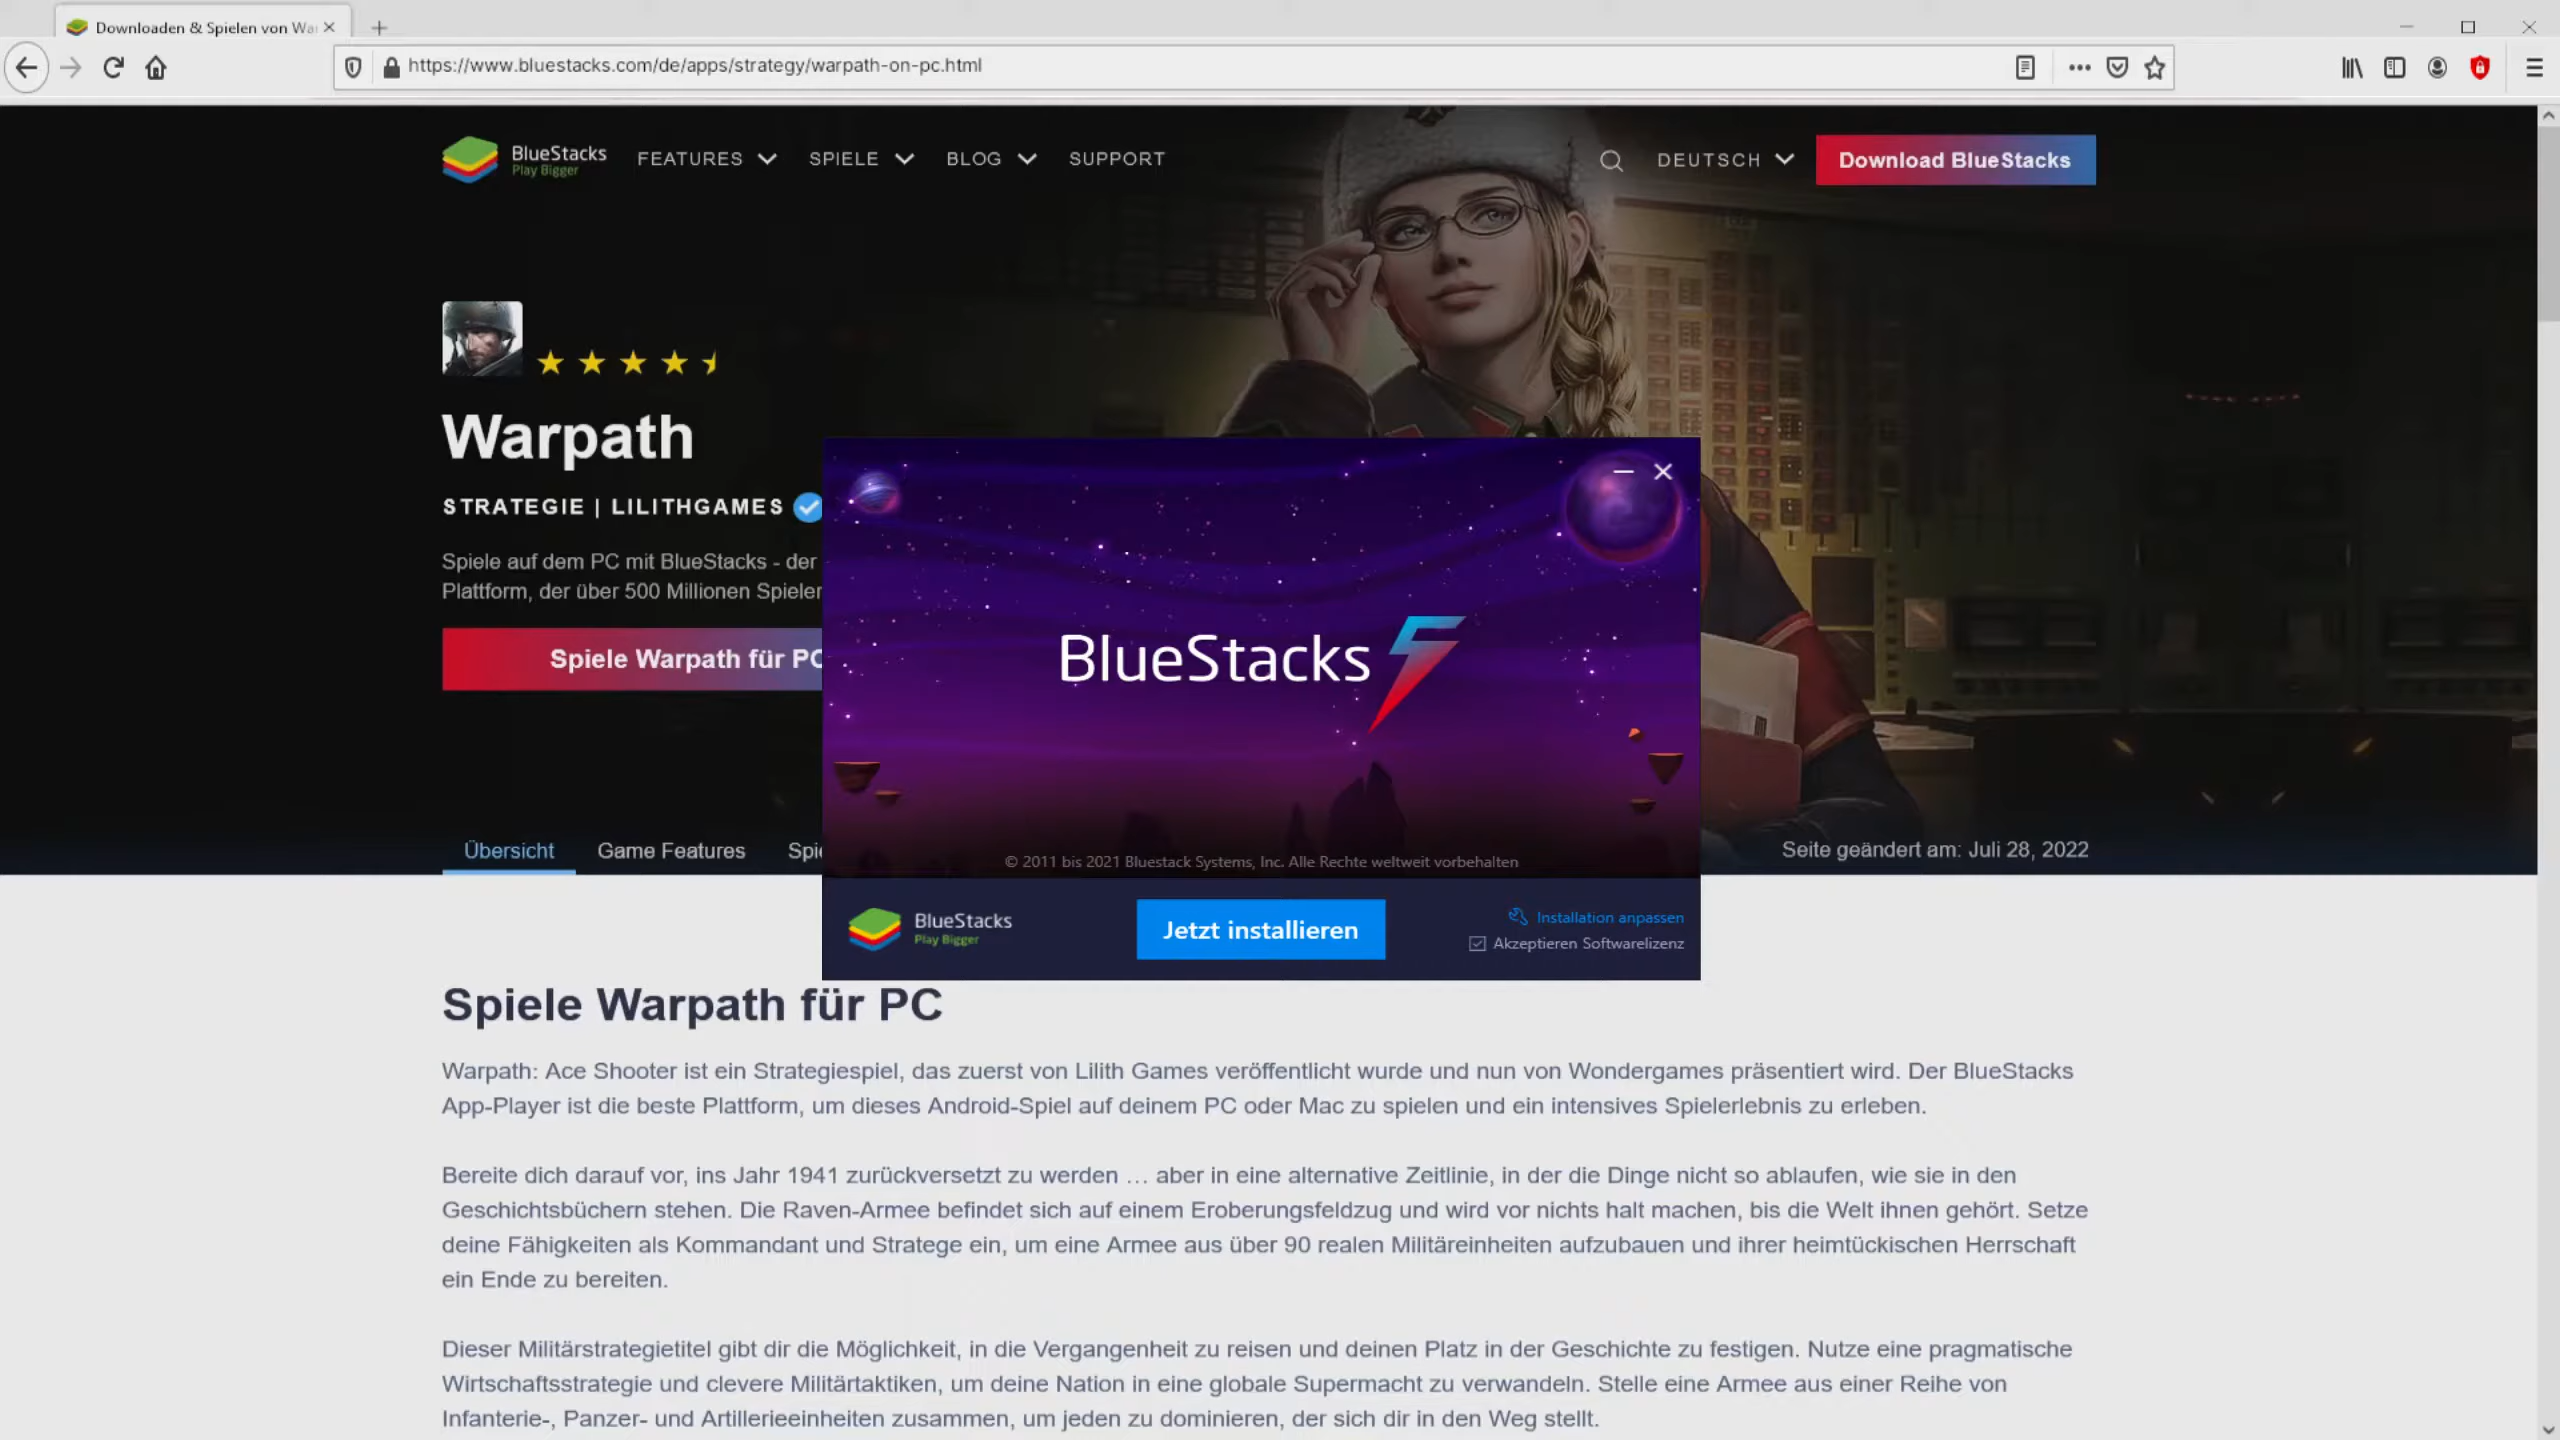 Downloaden & Spielen von Wa
https://www.bluestacks.com/de/apps/strategy/warpath-on-pc.html
BlueStacks
Play Bigger
FEATURES
SPIELE
BLOG
SUPPORT
DEUTSCH
Download BlueStacks
Warpath
STRATEGIE | LILITHGAMES
Spiele auf dem PC mit BlueStacks - der
Plattform, der über 500 Millionen Spieler
Spiele Warpath für PC
BlueStacks 5
© 2011 bis 2021 Bluestack Systems, Inc. Alle Rechte weltweit vorbehalten
BlueStacks
Play Bigger
Jetzt installieren
Installation anpassen
Akzeptieren Softwarelizenz
Übersicht
Game Features
Spi
Seite geändert am: Juli 28, 2022
Spiele Warpath für PC
Warpath: Ace Shooter ist ein Strategiespiel, das zuerst von Lilith Games veröffentlicht wurde und nun von Wondergames präsentiert wird. Der BlueStacks
App-Player ist die beste Plattform, um dieses Android-Spiel auf deinem PC oder Mac zu spielen und ein intensives Spielerlebnis zu erleben.
Bereite dich darauf vor, ins Jahr 1941 zurückversetzt zu werden … aber in eine alternative Zeitlinie, in der die Dinge nicht so ablaufen, wie sie in den
Geschichtsbüchern stehen. Die Raven-Armee befindet sich auf einem Eroberungsfeldzug und wird vor nichts halt machen, bis die Welt ihnen gehört. Setze
deine Fähigkeiten als Kommandant und Stratege ein, um eine Armee aus über 90 realen Militäreinheiten aufzubauen und ihrer heimtückischen Herrschaft
ein Ende zu bereiten.
Dieser Militärstrategietitel gibt dir die Möglichkeit, in die Vergangenheit zu reisen und deinen Platz in der Geschichte zu festigen. Nutze eine pragmatische
Wirtschaftsstrategie und clevere Militärtaktiken, um deine Nation in eine globale Supermacht zu verwandeln. Stelle eine Armee aus einer Reihe von
Infanterie-, Panzer- und Artillerieeinheiten zusammen, um jeden zu dominieren, der sich dir in den Weg stellt.